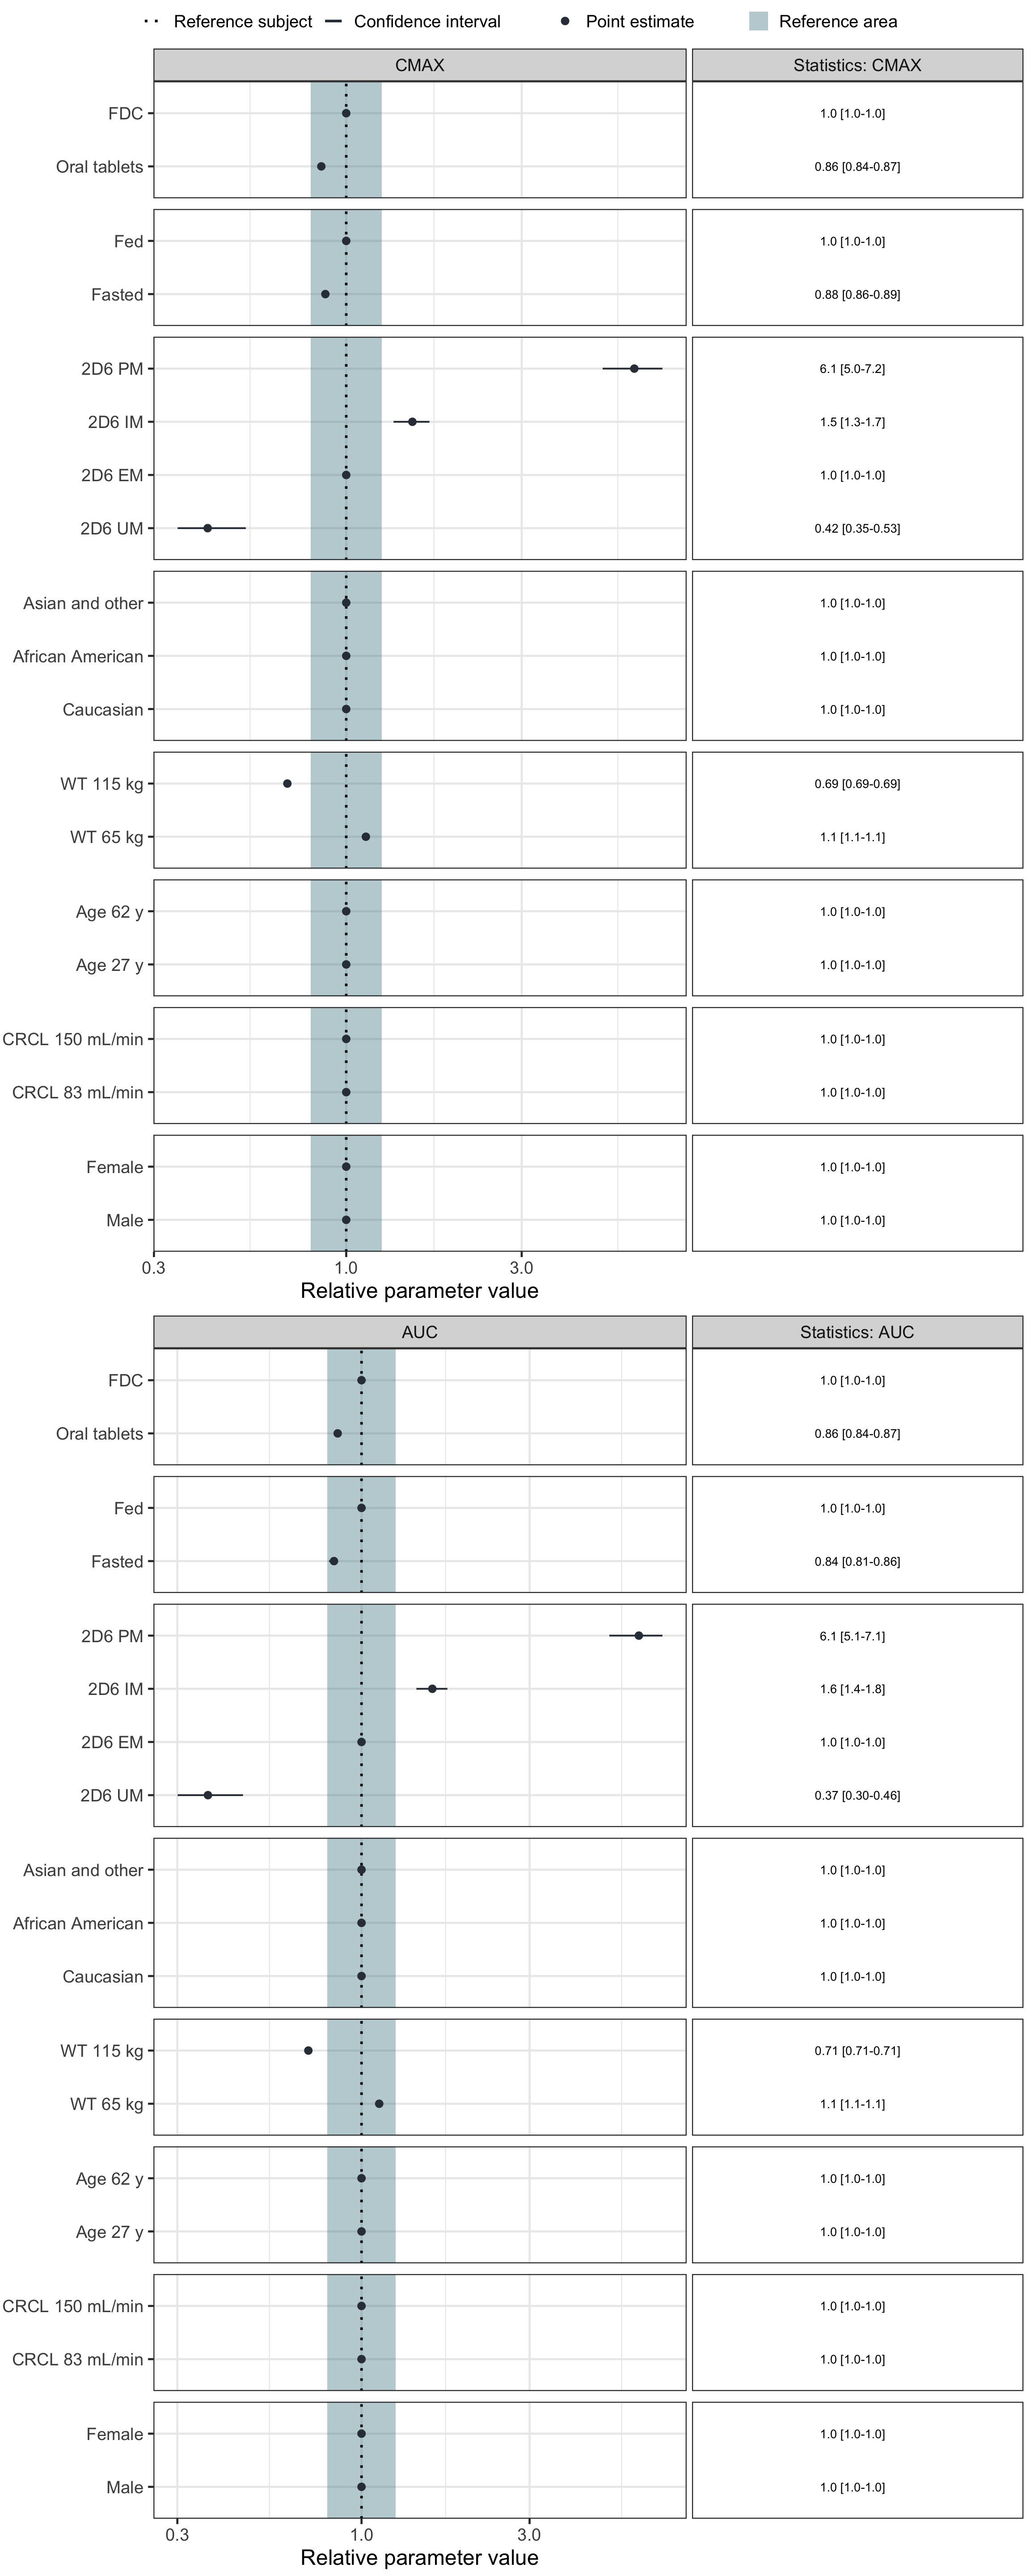 Reference subject Confidence interval Point estimate Reference area
CMAX Statistics: CMAX
FDC 1.0 [1.0-1.0]
Oral tablets 0.86 [0.84-0.87]
Fed 1.0 [1.0-1.0]
Fasted 0.88 [0.86-0.89]
2D6 PM 6.1 [5.0-7.2]
2D6 IM 1.5 [1.3-1.7]
2D6 EM 1.0 [1.0-1.0]
2D6 UM 0.42 [0.35-0.53]
Asian and other 1.0 [1.0-1.0]
African American 1.0 [1.0-1.0]
Caucasian 1.0 [1.0-1.0]
WT 115 kg 0.69 [0.69-0.69]
WT 65 kg 1.1 [1.1-1.1]
Age 62 y 1.0 [1.0-1.0]
Age 27 y 1.0 [1.0-1.0]
CRCL 150 mL/min 1.0 [1.0-1.0]
CRCL 83 mL/min 1.0 [1.0-1.0]
Female 1.0 [1.0-1.0]
Male 1.0 [1.0-1.0]
0.3 1.0 3.0
Relative parameter value
AUC Statistics: AUC
FDC 1.0 [1.0-1.0]
Oral tablets 0.86 [0.84-0.87]
Fed 1.0 [1.0-1.0]
Fasted 0.84 [0.81-0.86]
2D6 PM 6.1 [5.1-7.1]
2D6 IM 1.6 [1.4-1.8]
2D6 EM 1.0 [1.0-1.0]
2D6 UM 0.37 [0.30-0.46]
Asian and other 1.0 [1.0-1.0]
African American 1.0 [1.0-1.0]
Caucasian 1.0 [1.0-1.0]
WT 115 kg 0.71 [0.71-0.71]
WT 65 kg 1.1 [1.1-1.1]
Age 62 y 1.0 [1.0-1.0]
Age 27 y 1.0 [1.0-1.0]
CRCL 150 mL/min 1.0 [1.0-1.0]
CRCL 83 mL/min 1.0 [1.0-1.0]
Female 1.0 [1.0-1.0]
Male 1.0 [1.0-1.0]
0.3 1.0 3.0
Relative parameter value